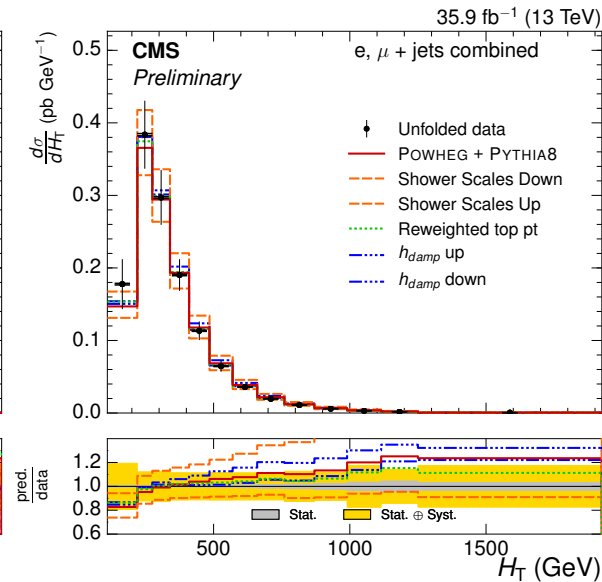 35.9 fb⁻¹ (13 TeV)
CMS
e, μ + jets combined
Preliminary
dσ/dH_T (pb GeV⁻¹)
0.5
0.4
0.3
0.2
0.1
0.0
Unfolded data
POWHEG + PYTHIA8
Shower Scales Down
Shower Scales Up
Reweighted top pt
h_damp up
h_damp down
pred./data
1.2
1.0
0.8
0.6
Stat.
Stat. ⊕ Syst.
500
1000
1500
H_T (GeV)